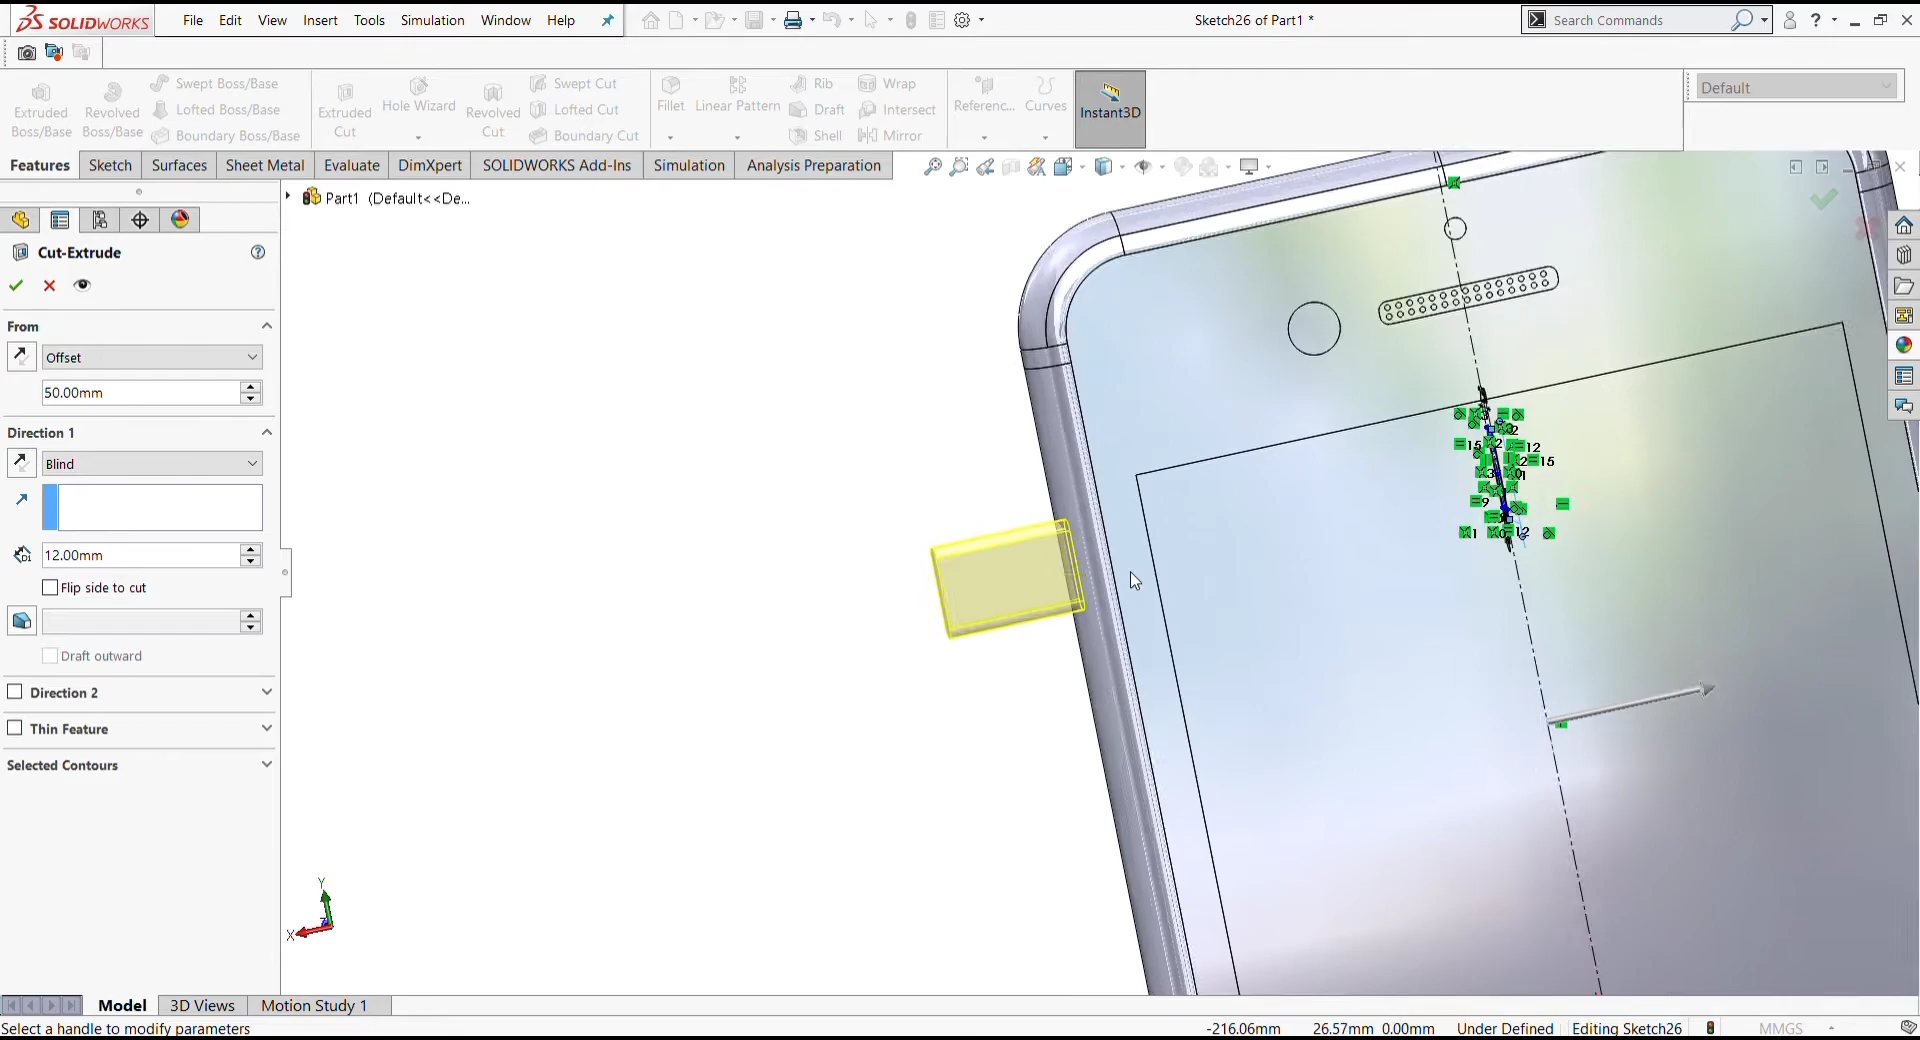 SOLIDWORKS File Edit View Insert Tools Simulation Window Help Sketch26 of Part1 * Search Commands ?
Extruded Boss/Base
Revolved Boss/Base
Swept Boss/Base
Lofted Boss/Base
Boundary Boss/Base
Extruded Cut
Hole Wizard
Revolved Cut
Swept Cut
Lofted Cut
Boundary Cut
Fillet
Linear Pattern
Rib
Draft
Shell
Wrap
Intersect
Mirror
Referenc...
Curves
Instant3D
Default
Features Sketch Surfaces Sheet Metal Evaluate DimXpert SOLIDWORKS Add-Ins Simulation Analysis Preparation
Part1 (Default<<De...
Cut-Extrude
From
Offset
50.00mm
Direction 1
Blind
12.00mm
Flip side to cut
Draft outward
Direction 2
Thin Feature
Selected Contours
15
12
15
9
12
Y
X
Model 3D Views Motion Study 1
Select a handle to modify parameters -216.06mm 26.57mm 0.00mm Under Defined Editing Sketch26 MMGS